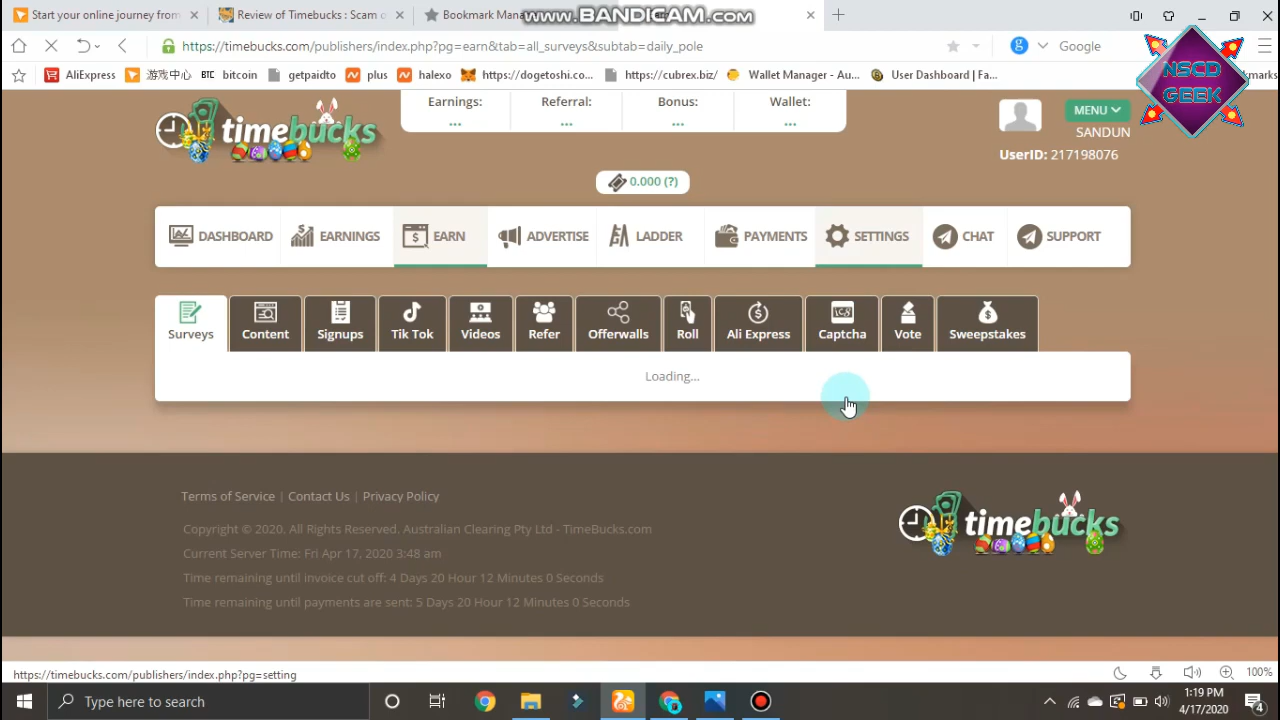 Start your online journey from
Review of Timebucks : Scam o
Bookmark Man
www.BANDICAM.com
https://timebucks.com/publishers/index.php?pg=earn&tab=all_surveys&subtab=daily_pole
Google
AliExpress
游戏中心
BTC bitcoin
getpaidto
plus
halexo
https://dogetoshi.co...
https://cubrex.biz/
Wallet Manager - Au...
User Dashboard | Fa...
kmarks
NSCD
GEEK
timebucks
Earnings:
Referral:
Bonus:
Wallet:
...
...
...
...
MENU
SANDUN
UserID: 217198076
0.000 (?)
DASHBOARD
EARNINGS
EARN
ADVERTISE
LADDER
PAYMENTS
SETTINGS
CHAT
SUPPORT
Surveys
Content
Signups
Tik Tok
Videos
Refer
Offerwalls
Roll
Ali Express
Captcha
Vote
Sweepstakes
Loading...
Terms of Service | Contact Us | Privacy Policy
Copyright © 2020. All Rights Reserved. Australian Clearing Pty Ltd - TimeBucks.com
Current Server Time: Fri Apr 17, 2020 3:48 am
Time remaining until invoice cut off: 4 Days 20 Hour 12 Minutes 0 Seconds
Time remaining until payments are sent: 5 Days 20 Hour 12 Minutes 0 Seconds
timebucks
https://timebucks.com/publishers/index.php?pg=setting
100%
Type here to search
1:19 PM
4/17/2020
4